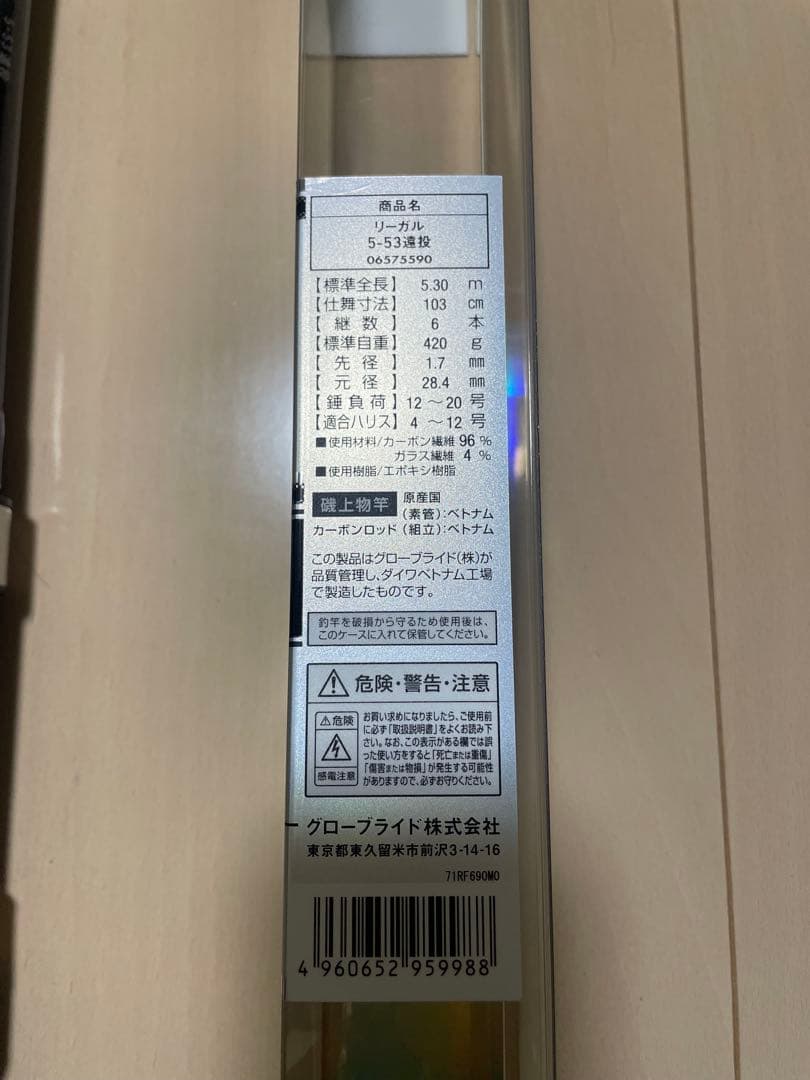 商品名
リーガル
5-53遠投
06575590
【標準全長】 5.30 m
【仕舞寸法】 103 cm
【継数】 6 本
【標準自重】 420 g
【先径】 1.7 mm
【元径】 28.4 mm
【錘負荷】 12～20 号
【適合ハリス】 4～12 号
■使用材料/カーボン繊維 96 %
ガラス繊維 4 %
■使用樹脂/エポキシ樹脂
磯上物竿 原産国
(素管):ベトナム
カーボンロッド (組立):ベトナム
この製品はグローブライド(株)が
品質管理し、ダイワベトナム工場
で製造したものです。
釣竿を破損から守るため使用後は、
このケースに入れて保管してください。
⚠危険・警告・注意
⚠危険
感電注意
お買い求めになりましたら、ご使用前
に必ず「取扱説明書」をよくお読み下
さい。なお、この表示がある欄では誤
った使い方をすると「死亡または重傷」
「傷害または物損」が発生する可能性
がありますので、必ずお守りください。
グローブライド株式会社
東京都東久留米市前沢3-14-16
71RF690M0
4 960652 959988